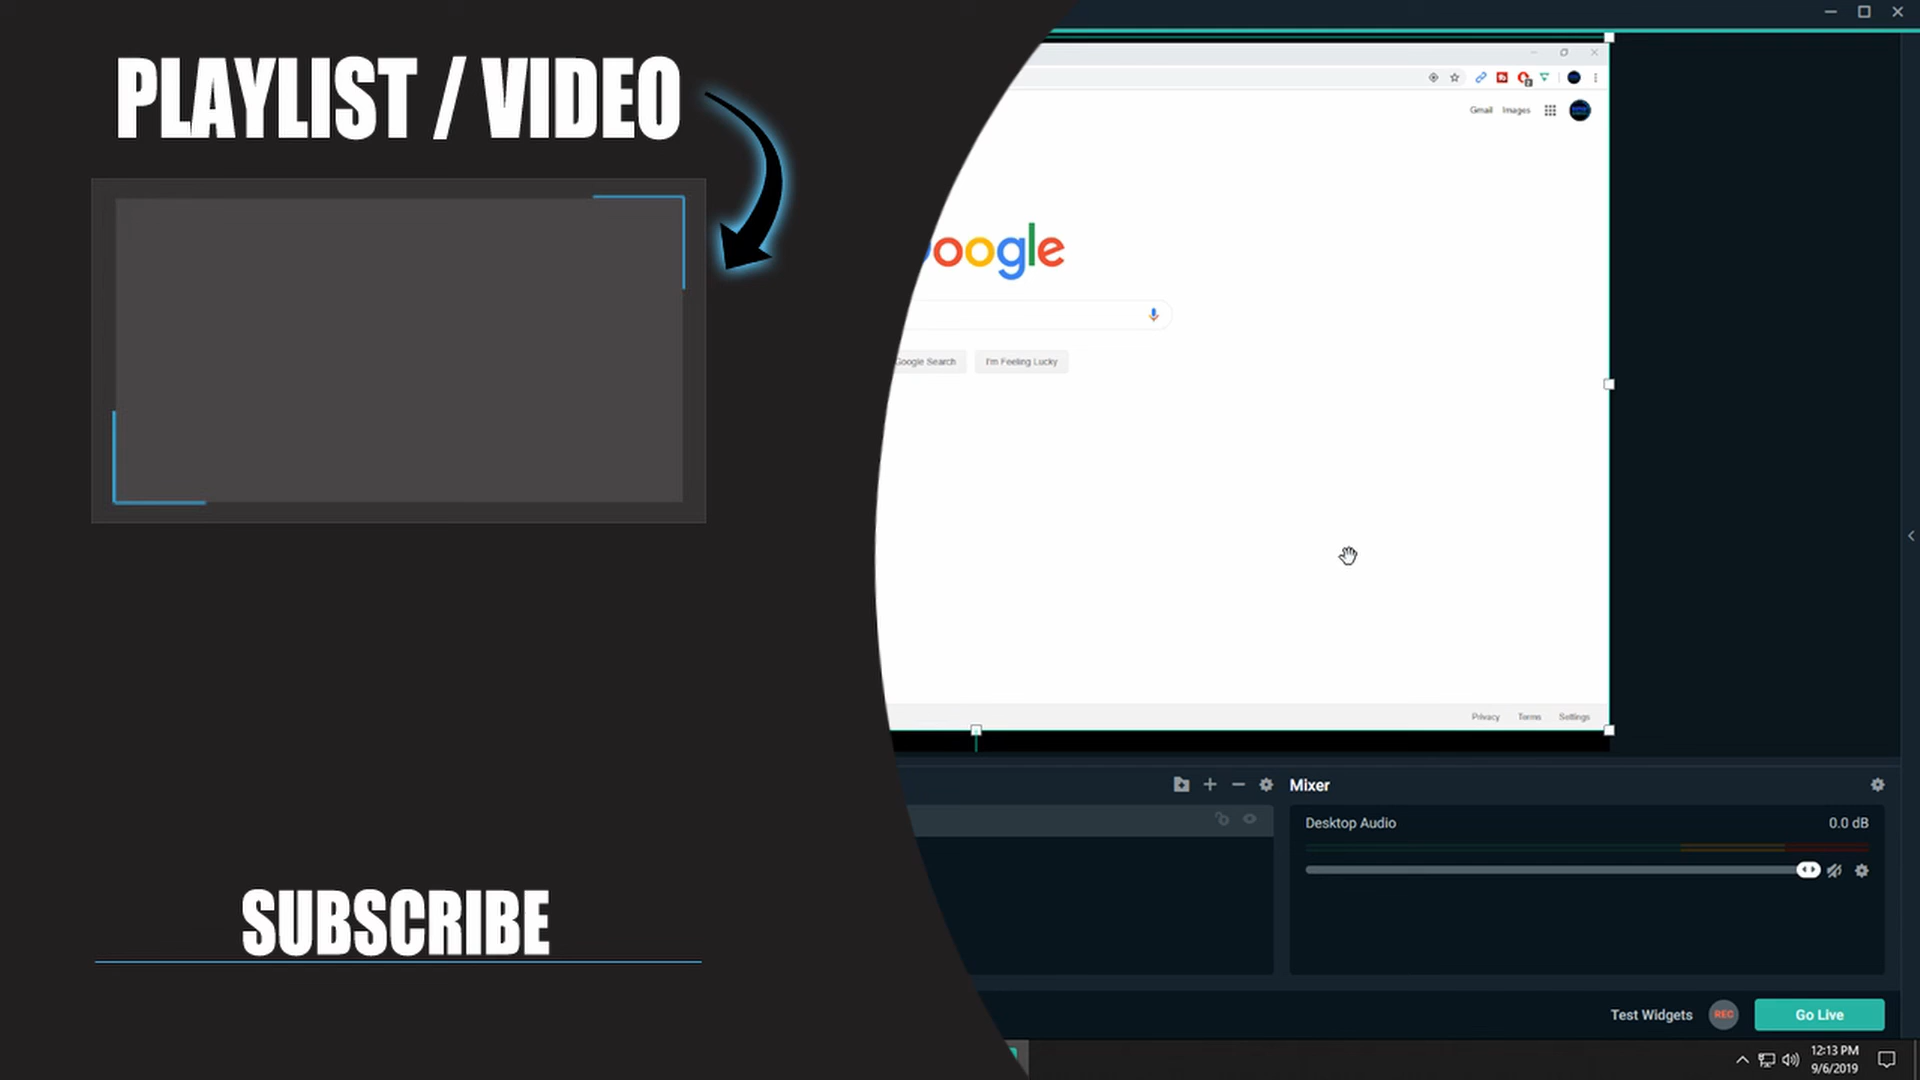 PLAYLIST / VIDEO
Gmail Images
oogle
Google Search I'm Feeling Lucky
Privacy Terms Settings
Mixer
Desktop Audio 0.0 dB
SUBSCRIBE
Test Widgets REC Go Live
12:13 PM
9/6/2019